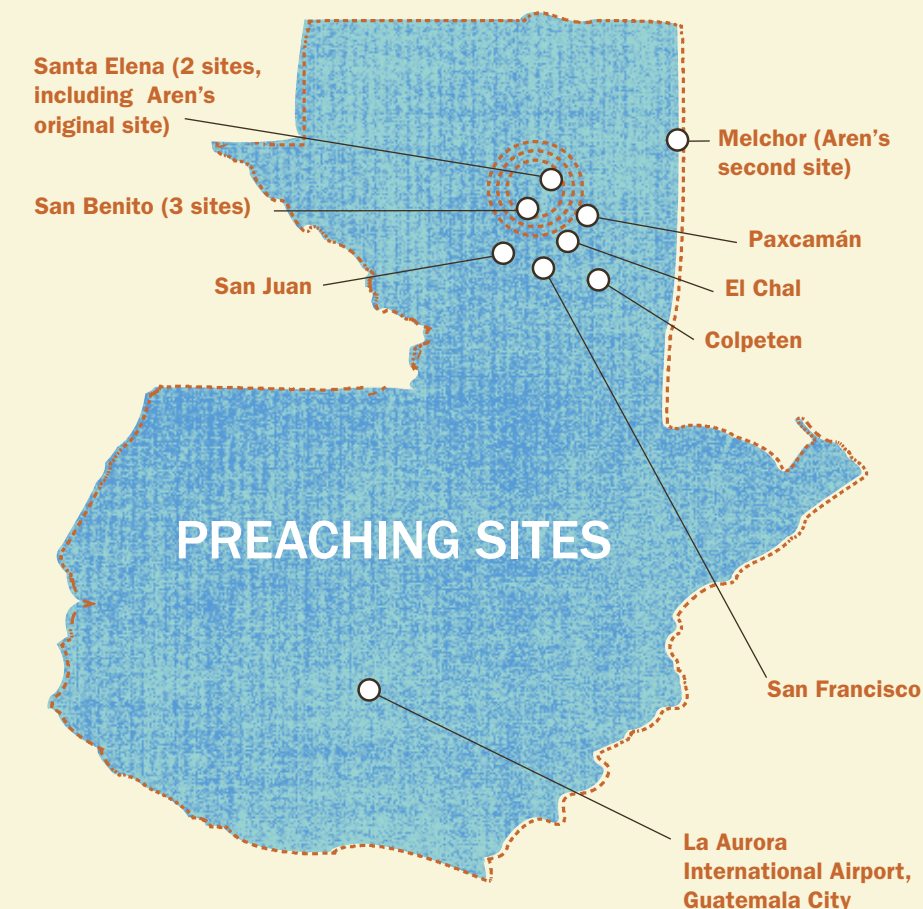 Santa Elena (2 sites,
including Aren's
original site)
Melchor (Aren's
second site)
San Benito (3 sites)
Paxcamán
San Juan
El Chal
Colpeten
PREACHING SITES
San Francisco
La Aurora
International Airport,
Guatemala City